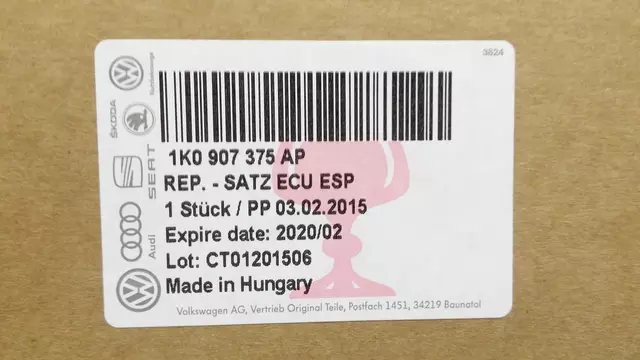 3824
Nutzfahrzeuge
ŠKODA
SEAT
Audi
1K0 907 375 AP
REP. - SATZ ECU ESP
1 Stück / PP 03.02.2015
Expire date: 2020/02
Lot: CT01201506
Made in Hungary
Volkswagen AG, Vertrieb Original Teile, Postfach 1451, 34219 Baunatal